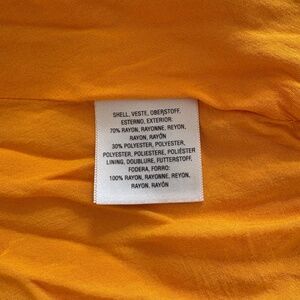 SHELL, VESTE, OBERSTOFF,
ESTERNO, EXTERIOR:
70% RAYON, RAYONNE, REYON,
RAYON, RAYÓN
30% POLYESTER, POLYESTER,
POLYESTER, POLIESTERE, POLIÉSTER
LINING, DOUBLURE, FUTTERSTOFF,
FODERA, FORRO:
100% RAYON, RAYONNE, REYON,
RAYON, RAYÓN